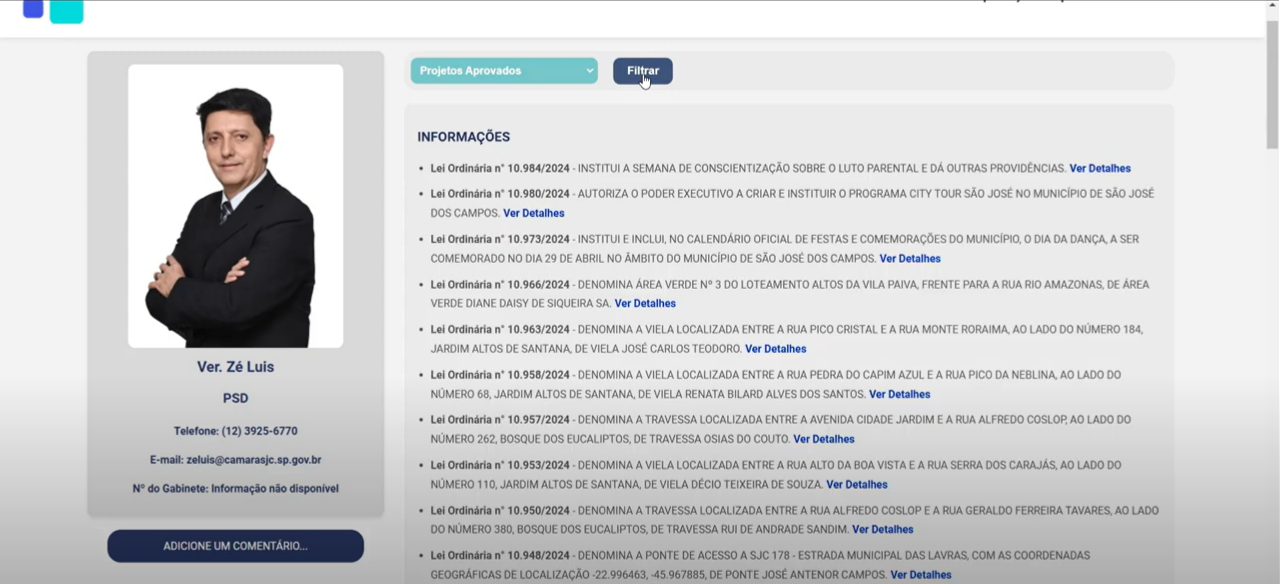 Projetos Aprovados
Filtrar
INFORMAÇÕES
• Lei Ordinária n° 10.984/2024 - INSTITUI A SEMANA DE CONSCIENTIZAÇÃO SOBRE O LUTO PARENTAL E DÁ OUTRAS PROVIDÊNCIAS. Ver Detalhes
• Lei Ordinária n° 10.980/2024 - AUTORIZA O PODER EXECUTIVO A CRIAR E INSTITUIR O PROGRAMA CITY TOUR SÃO JOSÉ NO MUNICÍPIO DE SÃO JOSÉ
DOS CAMPOS. Ver Detalhes
• Lei Ordinária n° 10.973/2024 - INSTITUI E INCLUI, NO CALENDÁRIO OFICIAL DE FESTAS E COMEMORAÇÕES DO MUNICÍPIO, O DIA DA DANÇA, A SER
COMEMORADO NO DIA 29 DE ABRIL NO ÂMBITO DO MUNICÍPIO DE SÃO JOSÉ DOS CAMPOS. Ver Detalhes
• Lei Ordinária n° 10.966/2024 - DENOMINA ÁREA VERDE Nº 3 DO LOTEAMENTO ALTOS DA VILA PAIVA, FRENTE PARA A RUA RIO AMAZONAS, DE ÁREA
VERDE DIANE DAISY DE SIQUEIRA SA. Ver Detalhes
• Lei Ordinária n° 10.963/2024 - DENOMINA A VIELA LOCALIZADA ENTRE A RUA PICO CRISTAL E A RUA MONTE RORAIMA, AO LADO DO NÚMERO 184,
JARDIM ALTOS DE SANTANA, DE VIELA JOSÉ CARLOS TEODORO. Ver Detalhes
• Lei Ordinária n° 10.958/2024 - DENOMINA A VIELA LOCALIZADA ENTRE A RUA PEDRA DO CAPIM AZUL E A RUA PICO DA NEBLINA, AO LADO DO
NÚMERO 68, JARDIM ALTOS DE SANTANA, DE VIELA RENATA BILARD ALVES DOS SANTOS. Ver Detalhes
• Lei Ordinária n° 10.957/2024 - DENOMINA A TRAVESSA LOCALIZADA ENTRE A AVENIDA CIDADE JARDIM E A RUA ALFREDO COSLOP, AO LADO DO
NÚMERO 262, BOSQUE DOS EUCALIPTOS, DE TRAVESSA OSIAS DO COUTO. Ver Detalhes
• Lei Ordinária n° 10.953/2024 - DENOMINA A VIELA LOCALIZADA ENTRE A RUA ALTO DA BOA VISTA E A RUA SERRA DOS CARAJÁS, AO LADO DO
NÚMERO 110, JARDIM ALTOS DE SANTANA, DE VIELA DÉCIO TEIXEIRA DE SOUZA. Ver Detalhes
• Lei Ordinária n° 10.950/2024 - DENOMINA A TRAVESSA LOCALIZADA ENTRE A RUA ALFREDO COSLOP E A RUA GERALDO FERREIRA TAVARES, AO LADO
DO NÚMERO 380, BOSQUE DOS EUCALIPTOS, DE TRAVESSA RUI DE ANDRADE SANDIM. Ver Detalhes
• Lei Ordinária n° 10.948/2024 - DENOMINA A PONTE DE ACESSO A SJC 178 - ESTRADA MUNICIPAL DAS LAVRAS, COM AS COORDENADAS
GEOGRÁFICAS DE LOCALIZAÇÃO -22.996463, -45.967885, DE PONTE JOSÉ ANTENOR CAMPOS. Ver Detalhes
Ver. Zé Luis
PSD
Telefone: (12) 3925-6770
E-mail: zeluis@camarasjc.sp.gov.br
Nº do Gabinete: Informação não disponível
ADICIONE UM COMENTÁRIO...